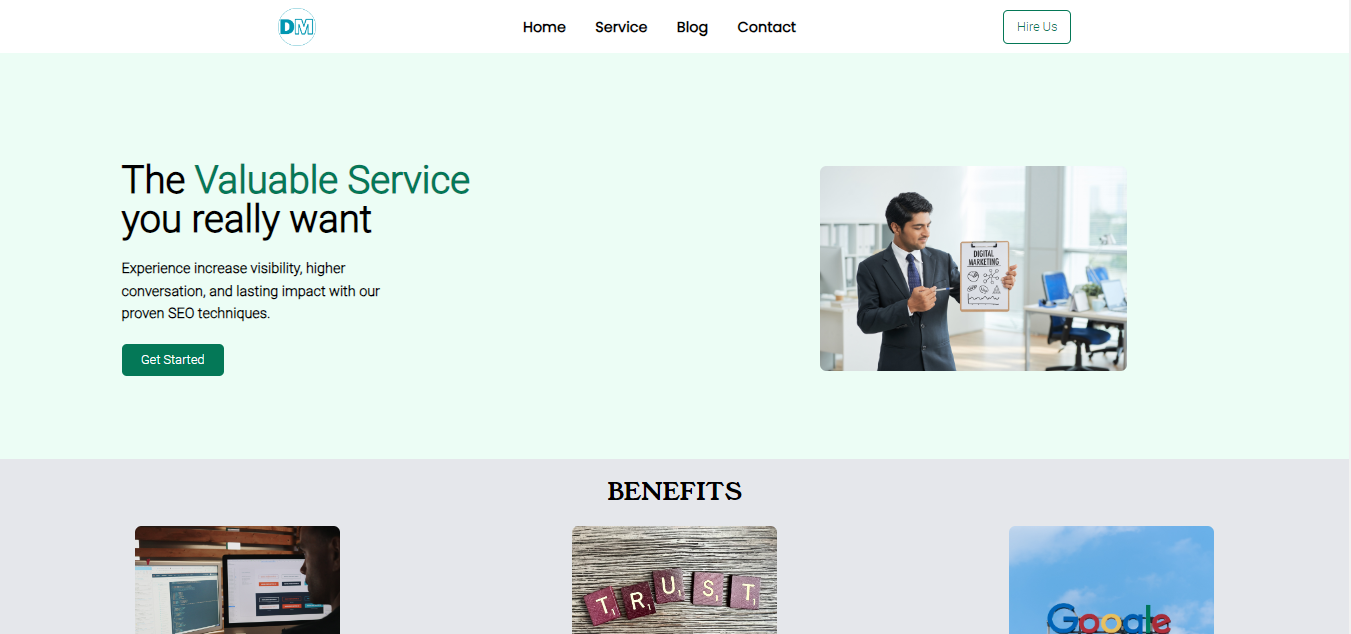 DM
Home Service Blog Contact
Hire Us
The Valuable Service
you really want
Experience increase visibility, higher
conversation, and lasting impact with our
proven SEO techniques.
Get Started
DIGITAL
MARKETING
BENEFITS
TRUST
Google